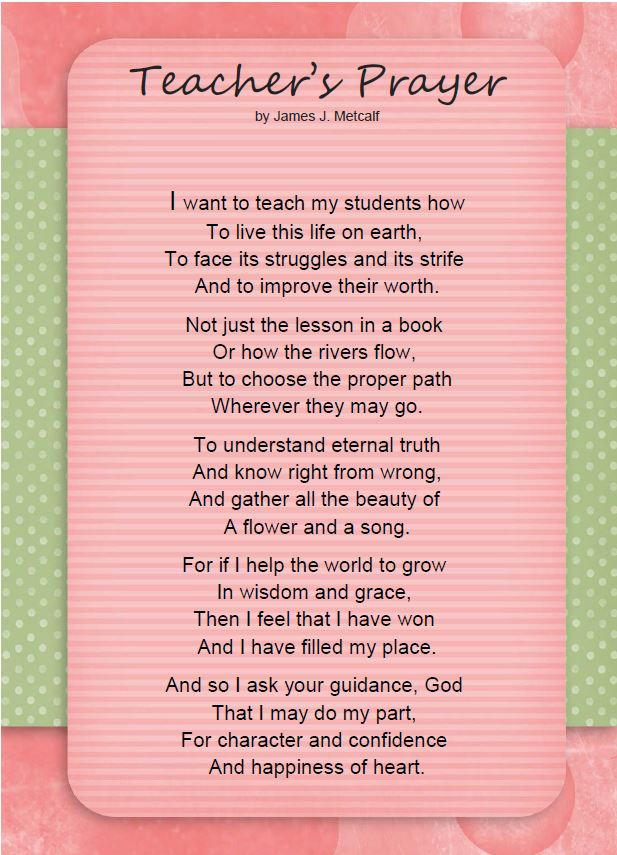 Teacher's Prayer
by James J. Metcalf
I want to teach my students how
To live this life on earth,
To face its struggles and its strife
And to improve their worth.
Not just the lesson in a book
Or how the rivers flow,
But to choose the proper path
Wherever they may go.
To understand eternal truth
And know right from wrong,
And gather all the beauty of
A flower and a song.
For if I help the world to grow
In wisdom and grace,
Then I feel that I have won
And I have filled my place.
And so I ask your guidance, God
That I may do my part,
For character and confidence
And happiness of heart.